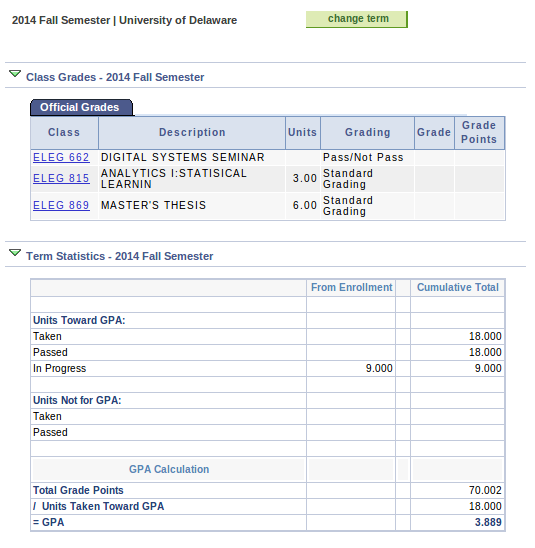 2014 Fall Semester | University of Delaware
change term
Class Grades - 2014 Fall Semester
Official Grades
Class Description Units Grading Grade Grade Points
ELEG 662 DIGITAL SYSTEMS SEMINAR Pass/Not Pass
ELEG 815 ANALYTICS I:STATISICAL LEARNIN 3.00 Standard Grading
ELEG 869 MASTER'S THESIS 6.00 Standard Grading
Term Statistics - 2014 Fall Semester
From Enrollment Cumulative Total
Units Toward GPA:
Taken 18.000
Passed 18.000
In Progress 9.000 9.000
Units Not for GPA:
Taken
Passed
GPA Calculation
Total Grade Points 70.002
/ Units Taken Toward GPA 18.000
= GPA 3.889